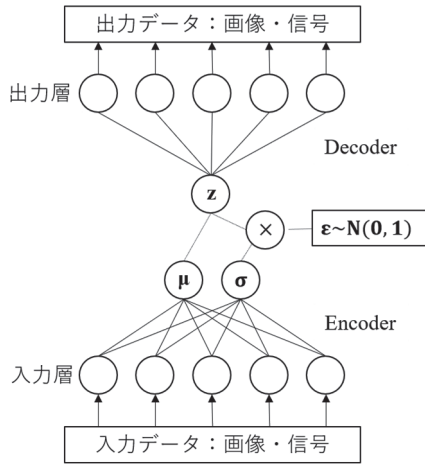 出力データ：画像・信号
出力層
Decoder
z
×
ε~N(0, 1)
μ
σ
Encoder
入力層
入力データ：画像・信号